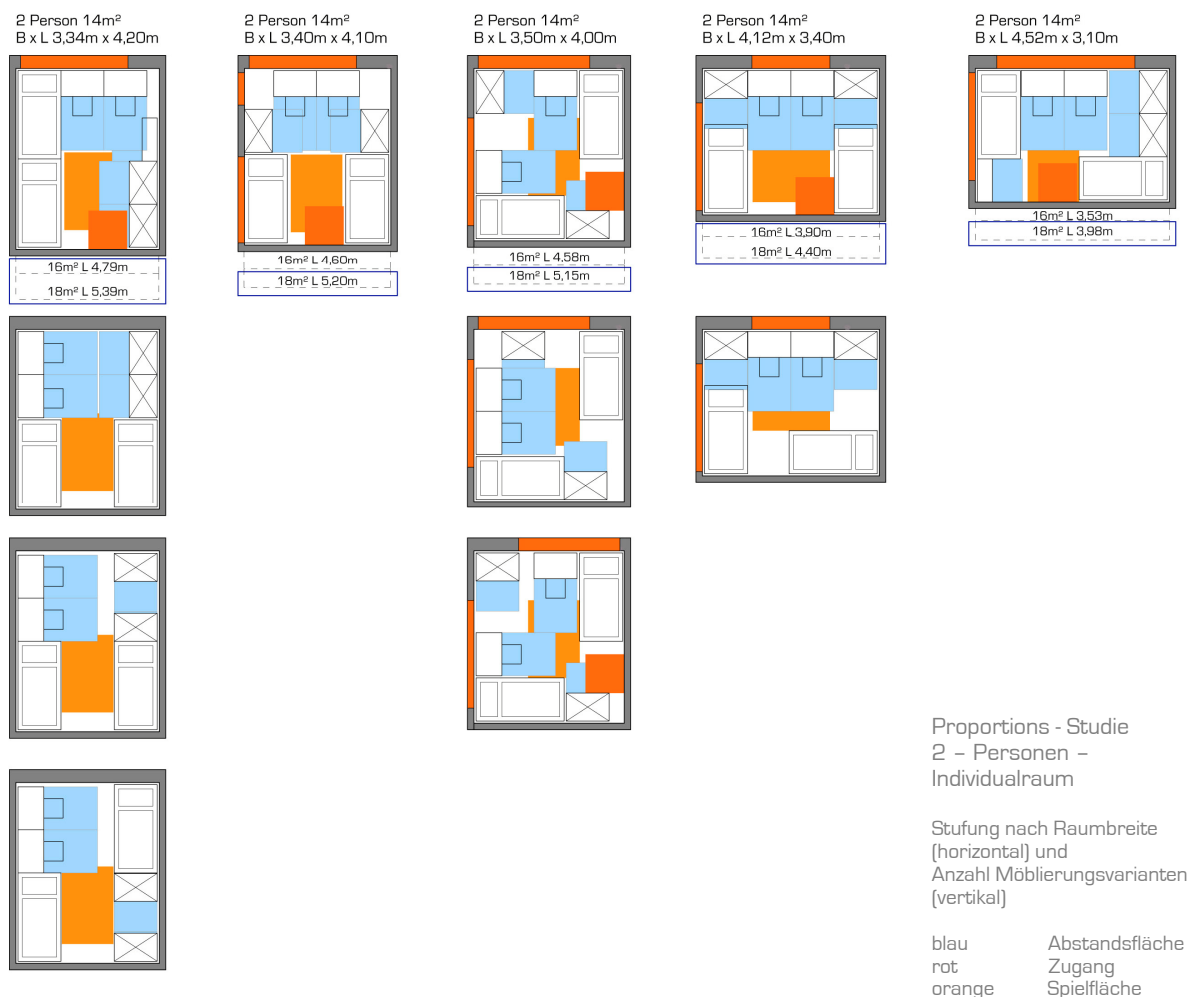 2 Person 14m²
B x L 3,34m x 4,20m
2 Person 14m²
B x L 3,40m x 4,10m
2 Person 14m²
B x L 3,50m x 4,00m
2 Person 14m²
B x L 4,12m x 3,40m
2 Person 14m²
B x L 4,52m x 3,10m
16m² L 4,79m
18m² L 5,39m
16m² L 4,60m
18m² L 5,20m
16m² L 4,58m
18m² L 5,15m
16m² L 3,90m
18m² L 4,40m
16m² L 3,53m
18m² L 3,98m
Proportions - Studie
2 – Personen –
Individualraum
Stufung nach Raumbreite
(horizontal) und
Anzahl Möblierungsvarianten
(vertikal)
blau Abstandsfläche
rot Zugang
orange Spielfläche